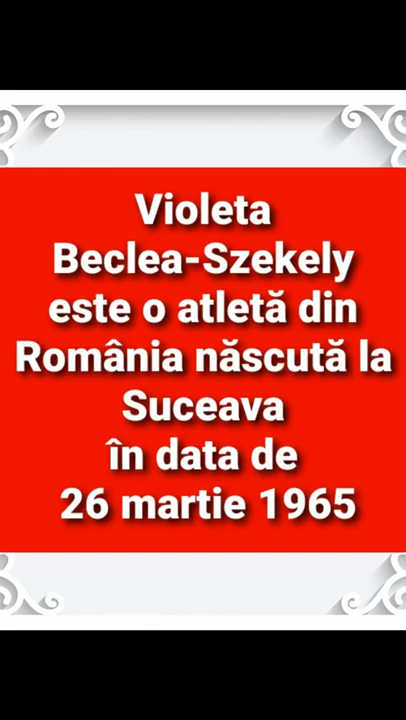 Violeta
Beclea-Szekely
este o atletă din
România născută la
Suceava
în data de
26 martie 1965